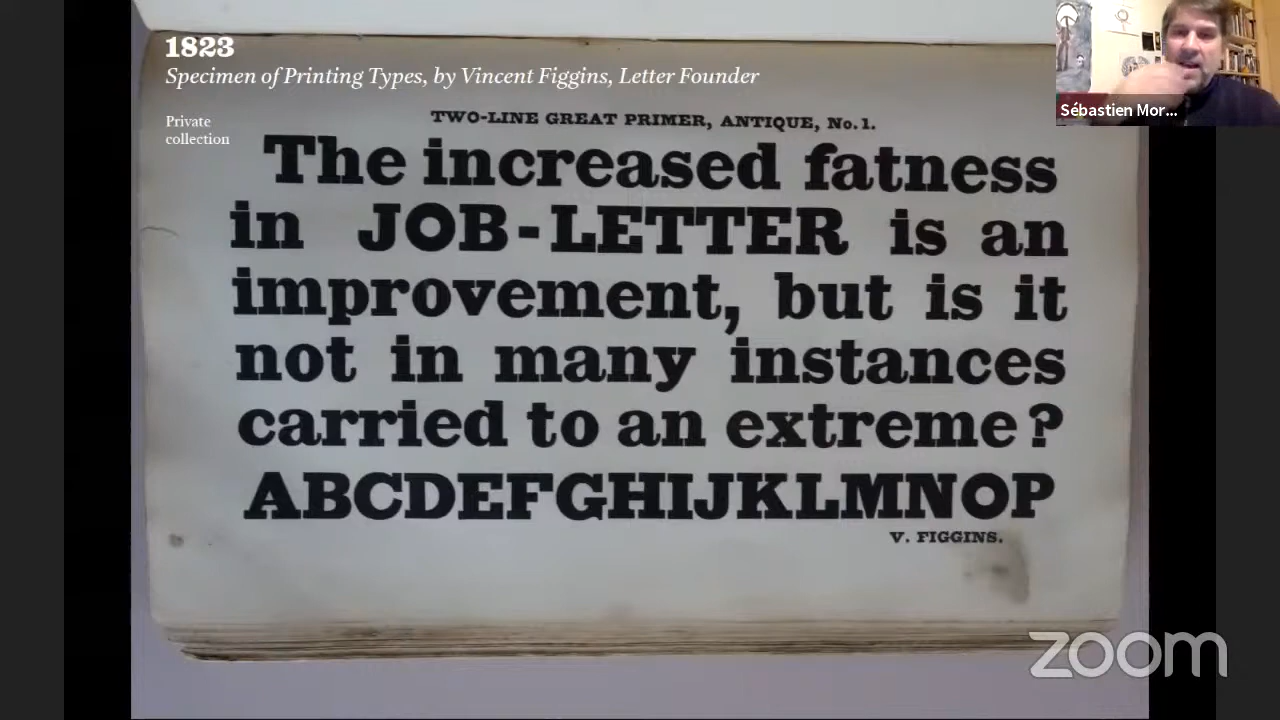 1823
Specimen of Printing Types, by Vincent Figgins, Letter Founder
Private
collection
TWO-LINE GREAT PRIMER, ANTIQUE, No. 1.
The increased fatness
in JOB-LETTER is an
improvement, but is it
not in many instances
carried to an extreme?
ABCDEFGHIJKLMNOP
V. FIGGINS.
Sébastien Mor...
zoom